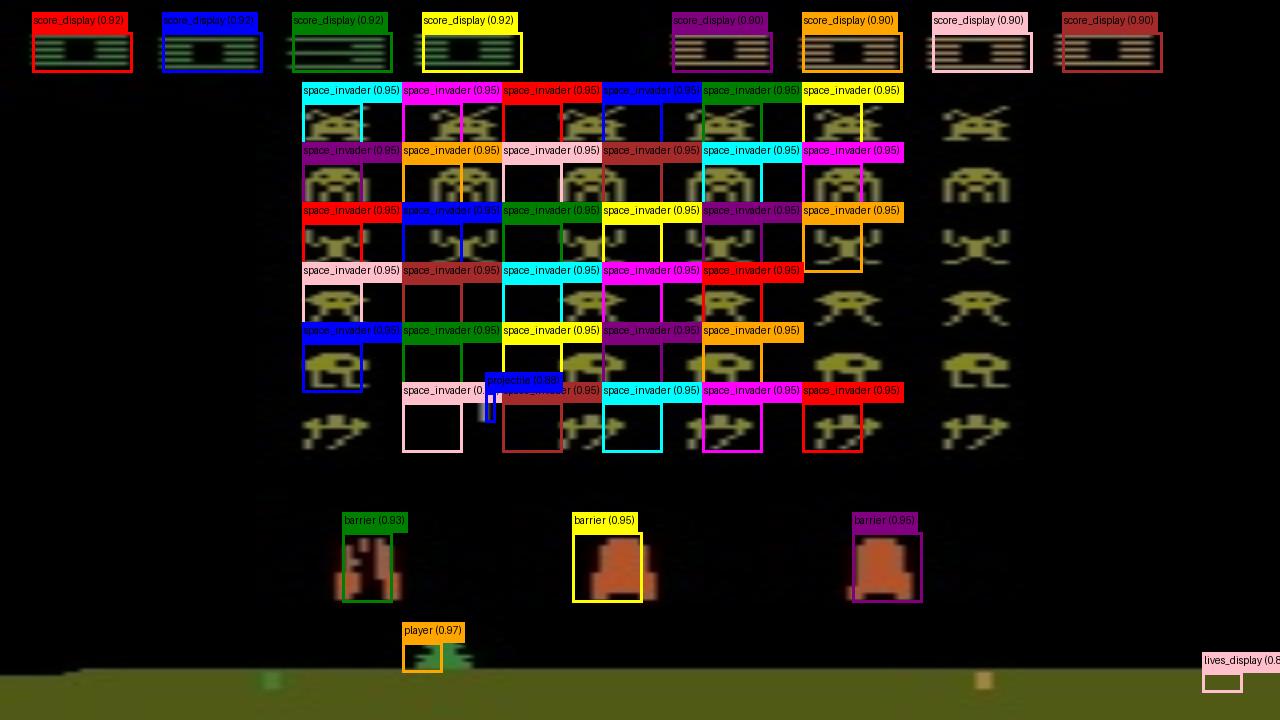 score_display (0.92) score_display (0.92) score_display (0.92) score_display (0.92) score_display (0.90) score_display (0.90) score_display (0.90) score_display (0.90)
space_invader (0.95) space_invader (0.95) space_invader (0.95) space_invader (0.95) space_invader (0.95) space_invader (0.95)
space_invader (0.95) space_invader (0.95) space_invader (0.95) space_invader (0.95) space_invader (0.95) space_invader (0.95)
space_invader (0.95) space_invader (0.95) space_invader (0.95) space_invader (0.95) space_invader (0.95) space_invader (0.95)
space_invader (0.95) space_invader (0.95) space_invader (0.95) space_invader (0.95) space_invader (0.95)
space_invader (0.95) space_invader (0.95) space_invader (0.95) space_invader (0.95) space_invader (0.95)
projectile (0.88)
space_invader (0. space_invader (0.95) space_invader (0.95) space_invader (0.95) space_invader (0.95)
barrier (0.93) barrier (0.95) barrier (0.95)
player (0.97)
lives_display (0.8